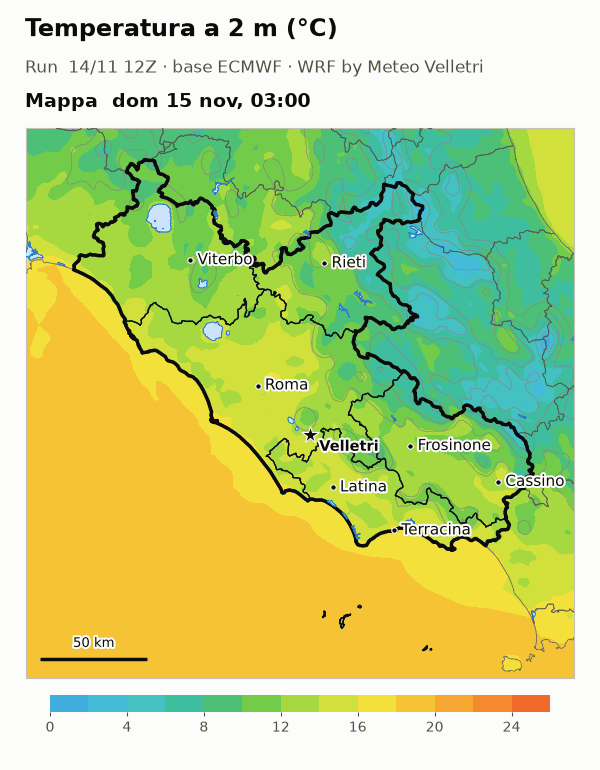 Temperatura a 2 m (°C)
Run  14/11 12Z · base ECMWF · WRF by Meteo Velletri
Mappa  dom 15 nov, 03:00
Viterbo
Rieti
Roma
Velletri
Frosinone
Cassino
Latina
Terracina
50 km
0 4 8 12 16 20 24